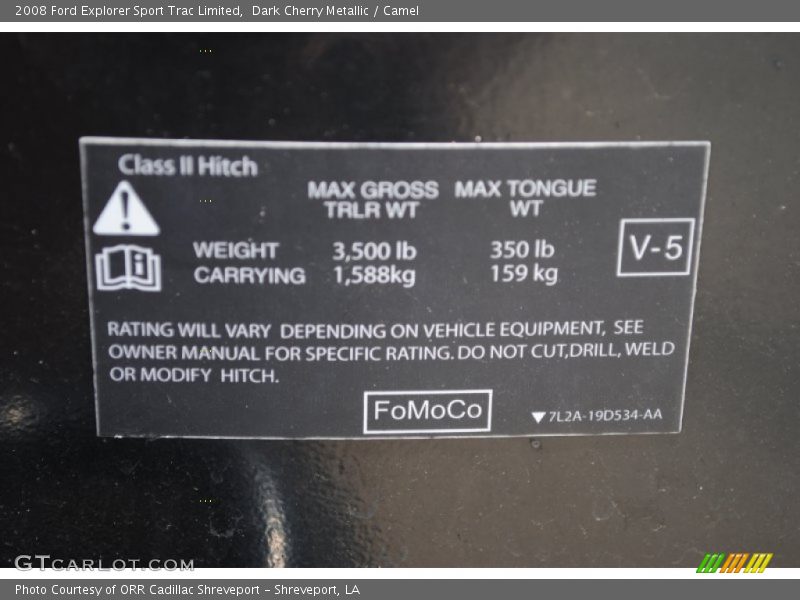 2008 Ford Explorer Sport Trac Limited,  Dark Cherry Metallic / Camel
Class II Hitch
MAX GROSS TRLR WT
MAX TONGUE WT
WEIGHT CARRYING
3,500 lb
1,588kg
350 lb
159 kg
V-5
RATING WILL VARY DEPENDING ON VEHICLE EQUIPMENT, SEE
OWNER MANUAL FOR SPECIFIC RATING. DO NOT CUT,DRILL, WELD
OR MODIFY HITCH.
FoMoCo
▼7L2A-19D534-AA
GTCARLOT.COM
Photo Courtesy of ORR Cadillac Shreveport - Shreveport, LA